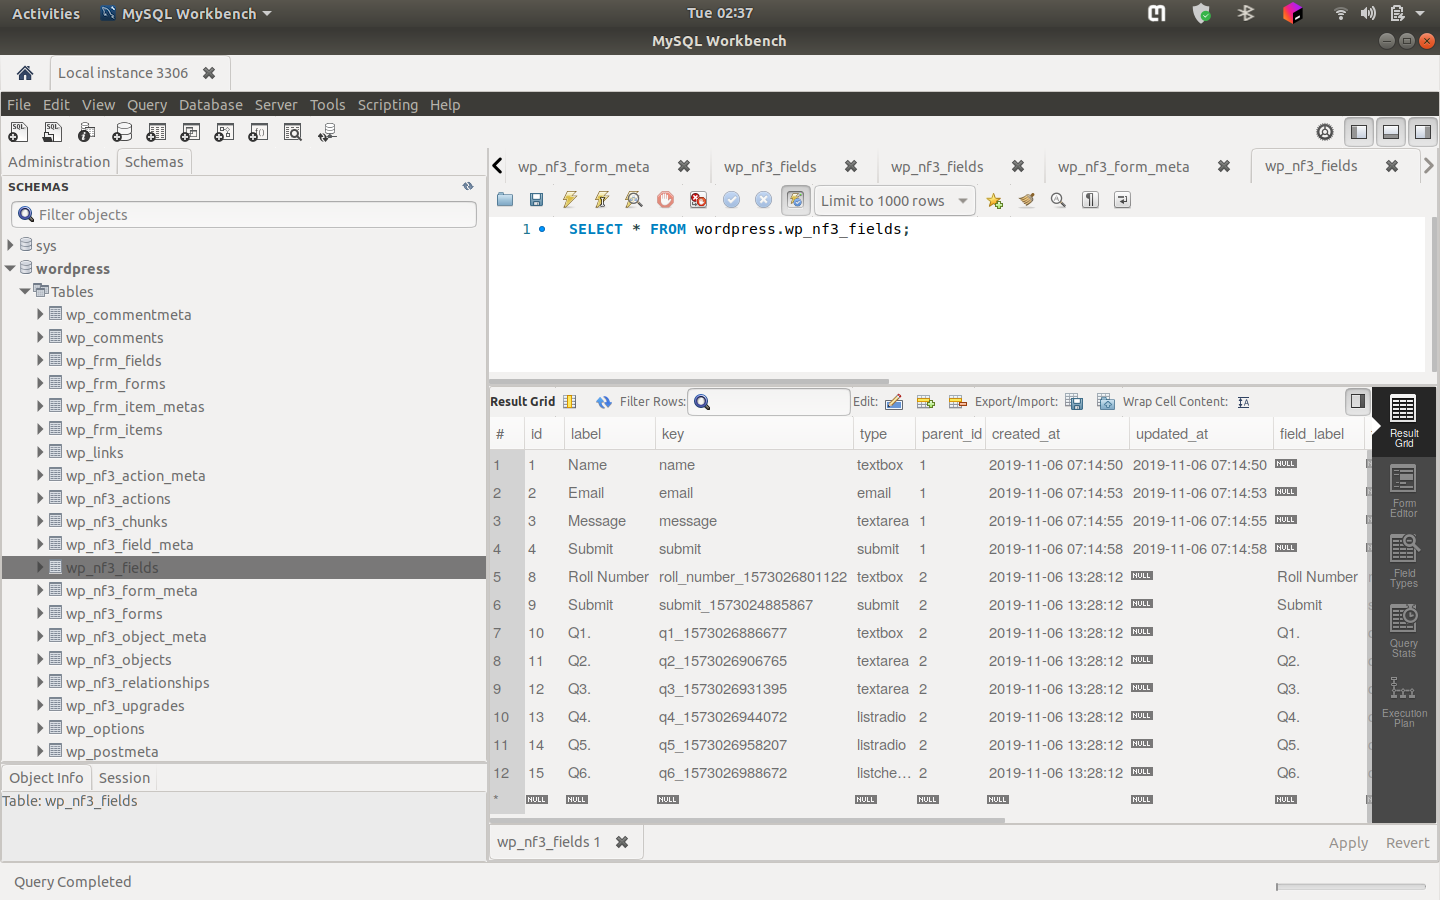 Activities MySQL Workbench Tue 02:37
MySQL Workbench
Local instance 3306
File Edit View Query Database Server Tools Scripting Help
Administration Schemas
SCHEMAS
Filter objects
sys
wordpress
Tables
wp_commentmeta
wp_comments
wp_frm_fields
wp_frm_forms
wp_frm_item_metas
wp_frm_items
wp_links
wp_nf3_action_meta
wp_nf3_actions
wp_nf3_chunks
wp_nf3_field_meta
wp_nf3_fields
wp_nf3_form_meta
wp_nf3_forms
wp_nf3_object_meta
wp_nf3_objects
wp_nf3_relationships
wp_nf3_upgrades
wp_options
wp_postmeta
Object Info Session
Table: wp_nf3_fields
wp_nf3_form_meta wp_nf3_fields wp_nf3_fields wp_nf3_form_meta wp_nf3_fields
Limit to 1000 rows
1 SELECT * FROM wordpress.wp_nf3_fields;
Result Grid Filter Rows: Edit: Export/Import: Wrap Cell Content:
# id label key type parent_id created_at updated_at field_label
1 1 Name name textbox 1 2019-11-06 07:14:50 2019-11-06 07:14:50 NULL
2 2 Email email email 1 2019-11-06 07:14:53 2019-11-06 07:14:53 NULL
3 3 Message message textarea 1 2019-11-06 07:14:55 2019-11-06 07:14:55 NULL
4 4 Submit submit submit 1 2019-11-06 07:14:58 2019-11-06 07:14:58 NULL
5 8 Roll Number roll_number_1573026801122 textbox 2 2019-11-06 13:28:12 NULL Roll Number
6 9 Submit submit_1573024885867 submit 2 2019-11-06 13:28:12 NULL Submit
7 10 Q1. q1_1573026886677 textbox 2 2019-11-06 13:28:12 NULL Q1.
8 11 Q2. q2_1573026906765 textarea 2 2019-11-06 13:28:12 NULL Q2.
9 12 Q3. q3_1573026931395 textarea 2 2019-11-06 13:28:12 NULL Q3.
10 13 Q4. q4_1573026944072 listradio 2 2019-11-06 13:28:12 NULL Q4.
11 14 Q5. q5_1573026958207 listradio 2 2019-11-06 13:28:12 NULL Q5.
12 15 Q6. q6_1573026988672 listche... 2 2019-11-06 13:28:12 NULL Q6.
* NULL NULL NULL NULL NULL NULL NULL NULL
Result
Grid
Form
Editor
Field
Types
Query
Stats
Execution
Plan
wp_nf3_fields 1
Apply Revert
Query Completed